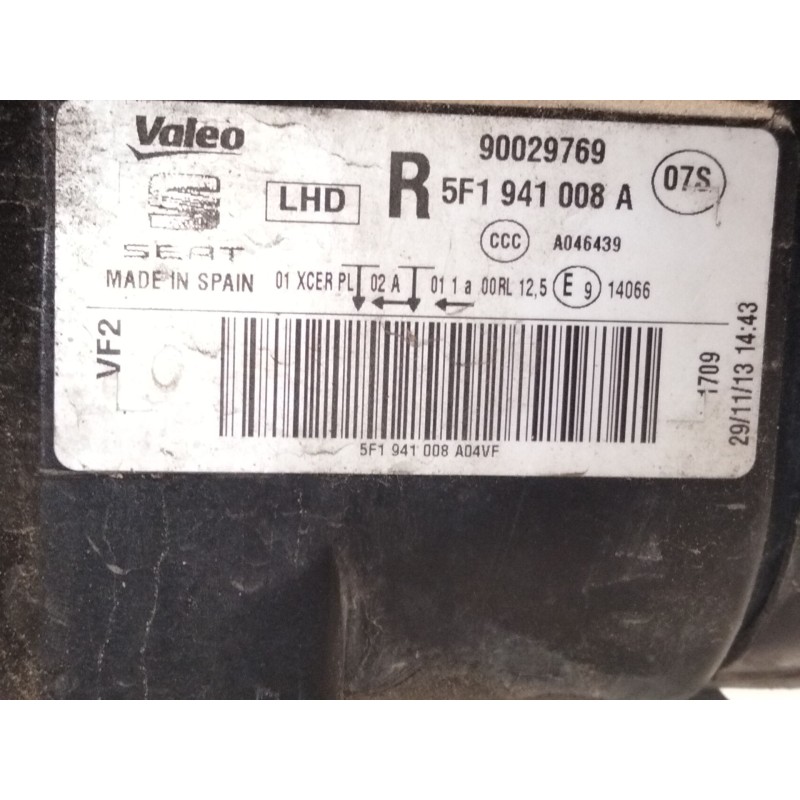 Valeo
90029769
R
5F1 941 008 A
07S
LHD
SEAT
CCC
A046439
MADE IN SPAIN
01 XCER PL 02 A 01 1 a 00RL 12,5 E 9 14066
VF2
5F1 941 008 A04VF
1709
29/11/13 14:43